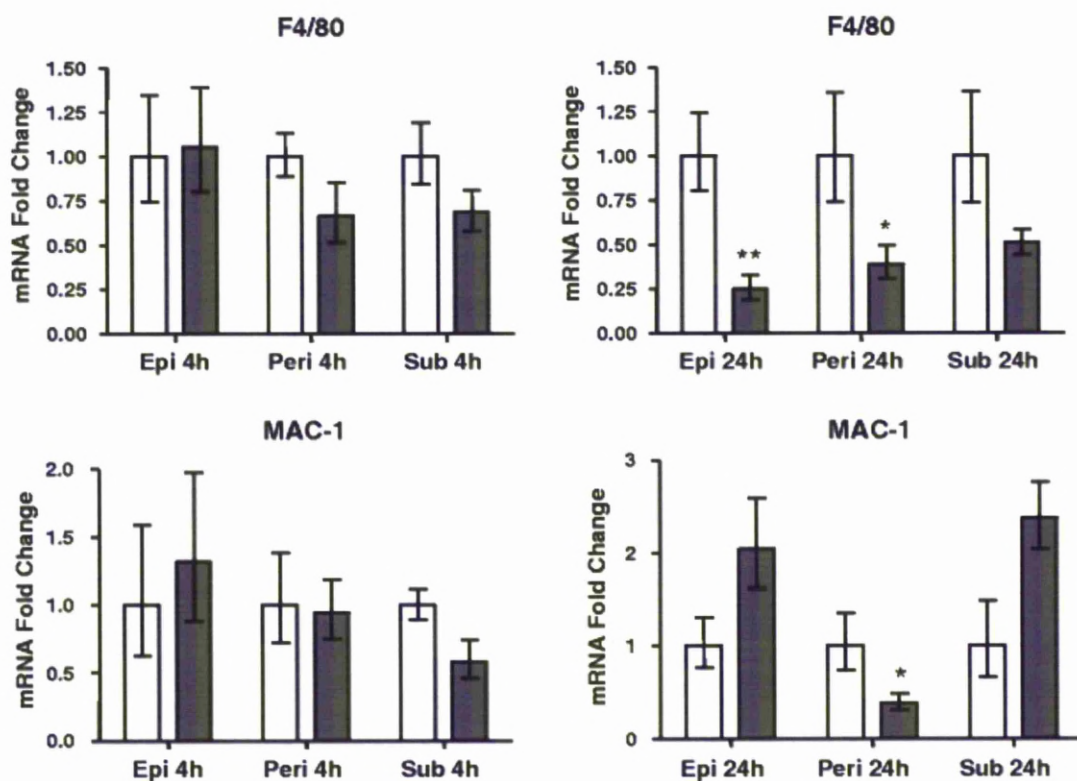 F4/80
mRNA Fold Change
1.50
1.25
1.00
0.75
0.50
0.25
0.00
Epi 4h Peri 4h Sub 4h
F4/80
mRNA Fold Change
1.50
1.25
1.00
0.75
0.50
0.25
0.00
**
*
Epi 24h Peri 24h Sub 24h
MAC-1
mRNA Fold Change
2.0
1.5
1.0
0.5
0.0
Epi 4h Peri 4h Sub 4h
MAC-1
mRNA Fold Change
3
2
1
0
*
Epi 24h Peri 24h Sub 24h